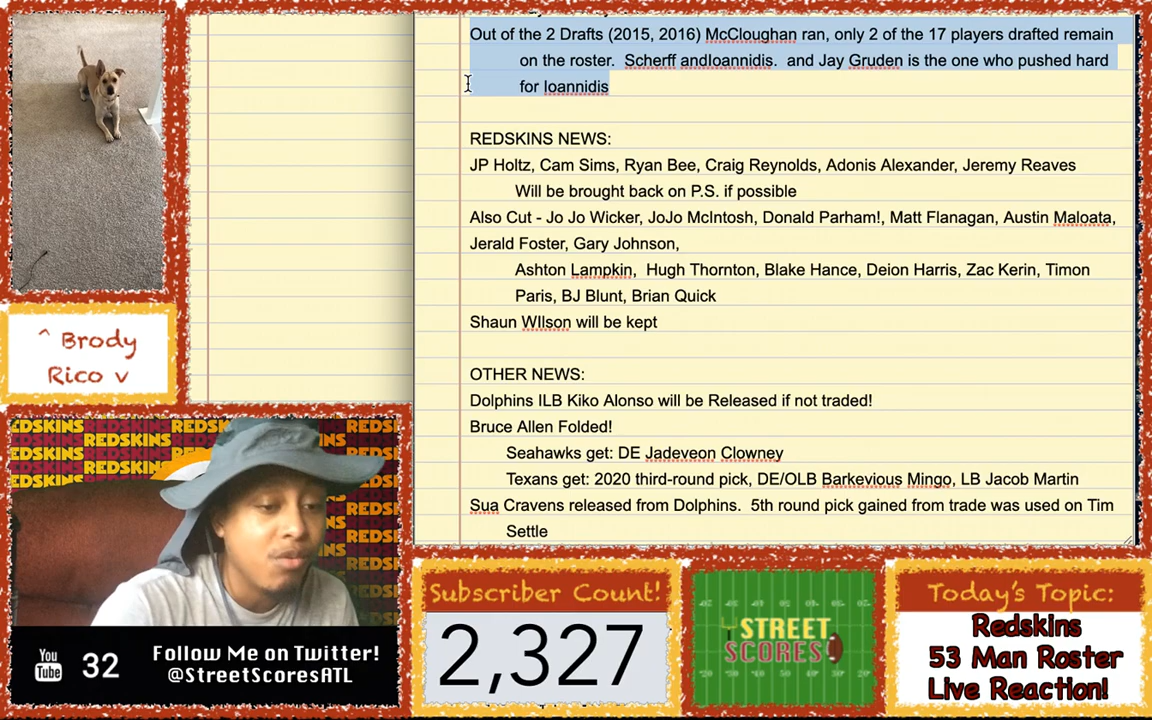 Out of the 2 Drafts (2015, 2016) McCloughan ran, only 2 of the 17 players drafted remain
on the roster. Scherff andIoannidis. and Jay Gruden is the one who pushed hard
for Ioannidis
REDSKINS NEWS:
JP Holtz, Cam Sims, Ryan Bee, Craig Reynolds, Adonis Alexander, Jeremy Reaves
Will be brought back on P.S. if possible
Also Cut - Jo Jo Wicker, JoJo McIntosh, Donald Parham!, Matt Flanagan, Austin Maloata,
Jerald Foster, Gary Johnson,
Ashton Lampkin, Hugh Thornton, Blake Hance, Deion Harris, Zac Kerin, Timon
Paris, BJ Blunt, Brian Quick
Shaun WIlson will be kept
OTHER NEWS:
Dolphins ILB Kiko Alonso will be Released if not traded!
Bruce Allen Folded!
Seahawks get: DE Jadeveon Clowney
Texans get: 2020 third-round pick, DE/OLB Barkevious Mingo, LB Jacob Martin
Sua Cravens released from Dolphins. 5th round pick gained from trade was used on Tim
Settle
^ Brody
Rico v
REDSKINS REDSKINS
REDSKINS
You
Tube
32
Follow Me on Twitter!
@StreetScoresATL
Subscriber Count!
2,327
STREET
SCORES
Today's Topic:
Redskins
53 Man Roster
Live Reaction!